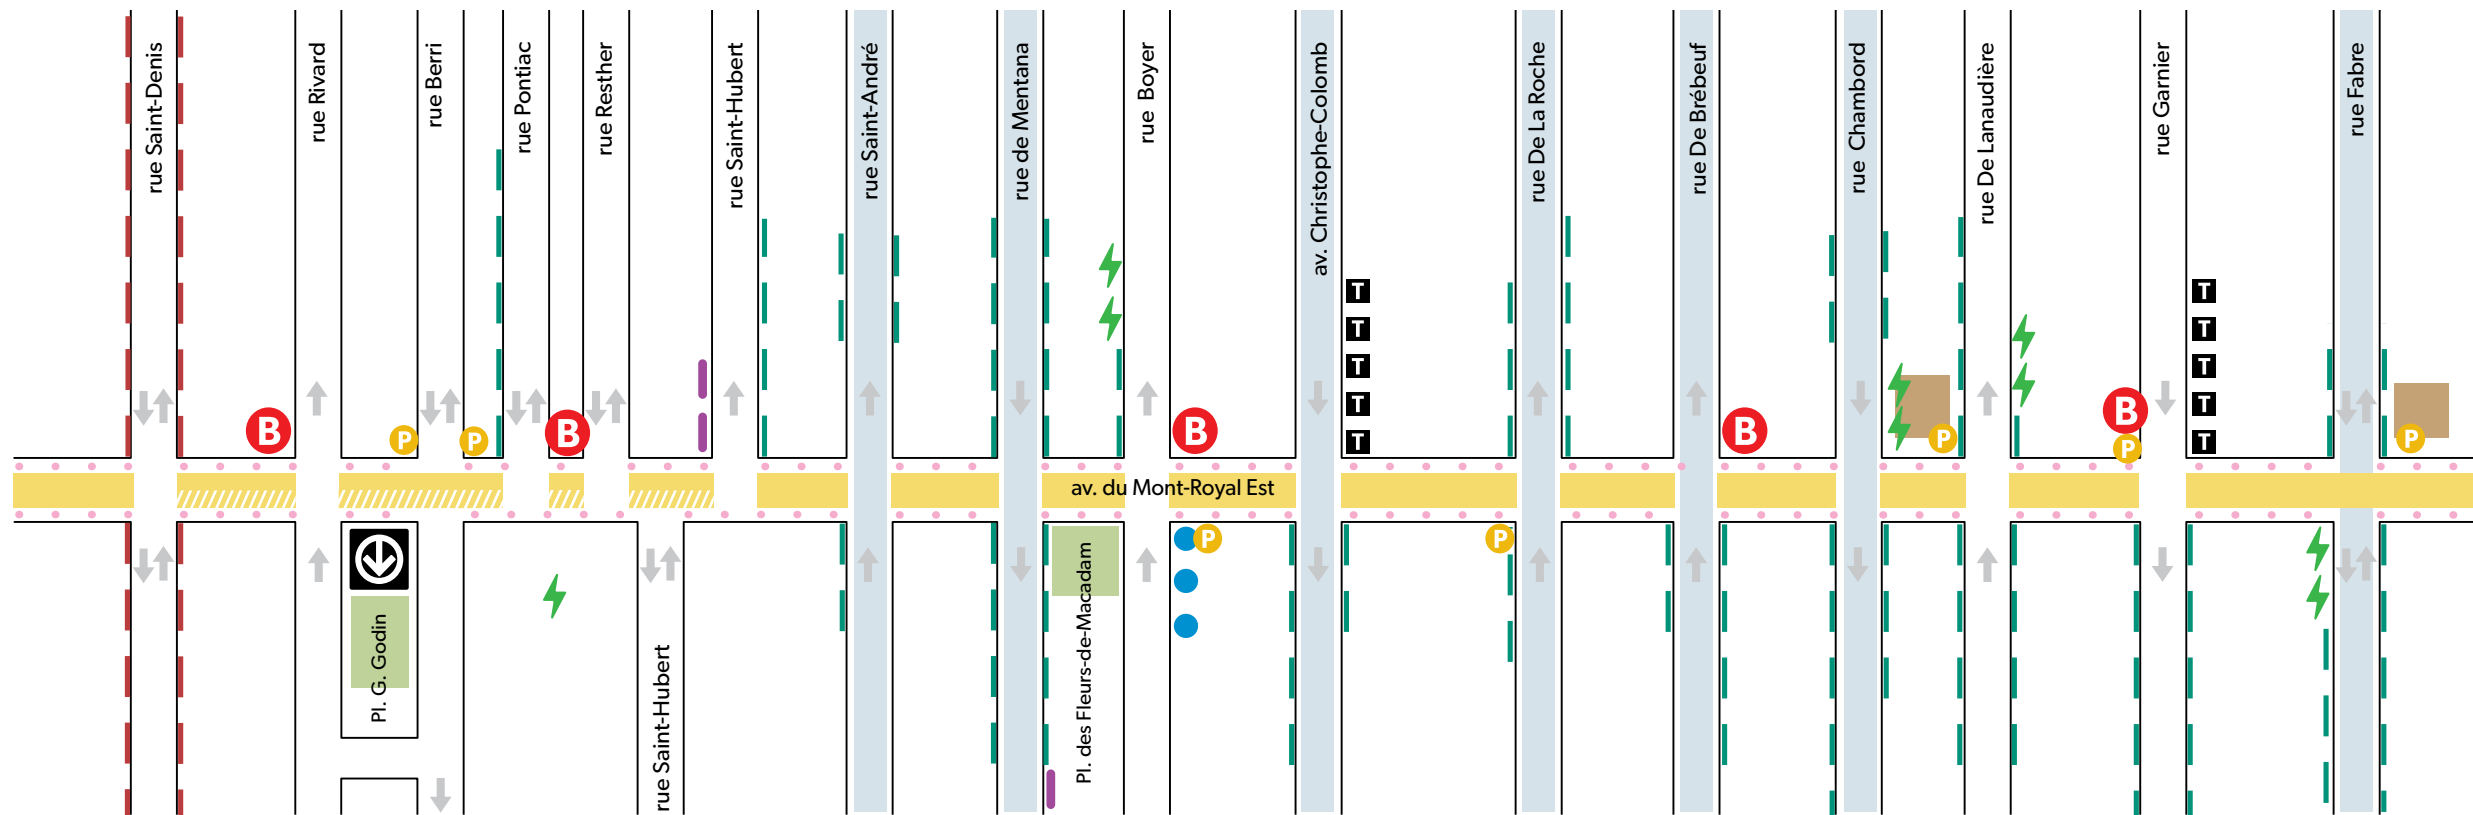 rue Saint-Denis
rue Rivard
rue Berri
rue Pontiac
rue Resther
rue Saint-Hubert
rue Saint-André
rue de Mentana
rue Boyer
av. Christophe-Colomb
rue De La Roche
rue De Brébeuf
rue Chambord
rue De Lanaudière
rue Garnier
rue Fabre
T
T
T
T
T
T
T
T
T
T
B
P
P
B
B
B
P
B
P
P
av. du Mont-Royal Est
P
P
Pl. G. Godin
rue Saint-Hubert
Pl. des Fleurs-de-Macadam